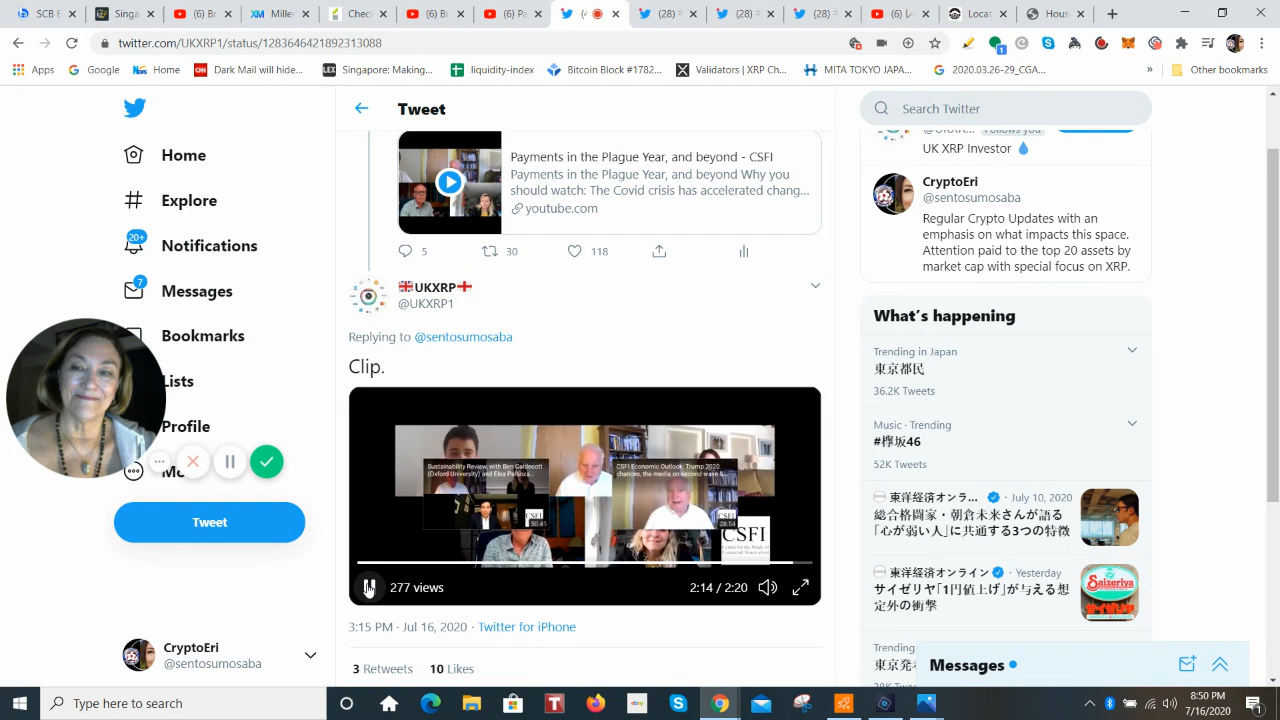 SCB E
Singa
Xml
Miller
twitter.com/UKXRP1/status/1283646421892313088
1
Apps
Google
Home
Dark Mail will hide...
Singapore: Making...
liquidity-index
Bitcoin Block #1782...
Validators | XRP Ch...
MITA TOKYO JAPA...
2020.03.26-29_CGA...
»
Other bookmarks
Home
Explore
20+
Notifications
7
Messages
Bookmarks
Lists
Profile
Tweet
CryptoEri
@sentosumosaba
Tweet
Payments in the Plague Year, and beyond - CSFI
Payments in the Plague Year, and beyond Why you
should watch: The Covid crisis has accelerated chang...
youtube.com
5
30
118
UKXRP
@UKXRP1
Replying to @sentosumosaba
Clip.
Sustainability Review, with Ben Caldecott
50:45
CSFI Economic Outlook: Trump 2020
28:54
CSFI
277 views
2:14 / 2:20
3:15 PM · Jul 16, 2020 · Twitter for iPhone
3 Retweets 10 Likes
Search Twitter
Follows you
UK XRP Investor
CryptoEri
@sentosumosaba
Regular Crypto Updates with an
emphasis on what impacts this space.
Attention paid to the top 20 assets by
market cap with special focus on XRP.
What's happening
Trending in Japan
東京都民
36.2K Tweets
Music · Trending
#欅坂46
52K Tweets
東洋経済オンラ... · July 10, 2020
総合格闘家・朝倉未来さんが語る
「心が弱い人」に共通する3つの特徴
東洋経済オンライン · Yesterday
サイゼリヤ「1円値上げ」が与える想
定外の衝撃
Saizeriya
Trending
Messages
Type here to search
ebay
8:50 PM
7/16/2020